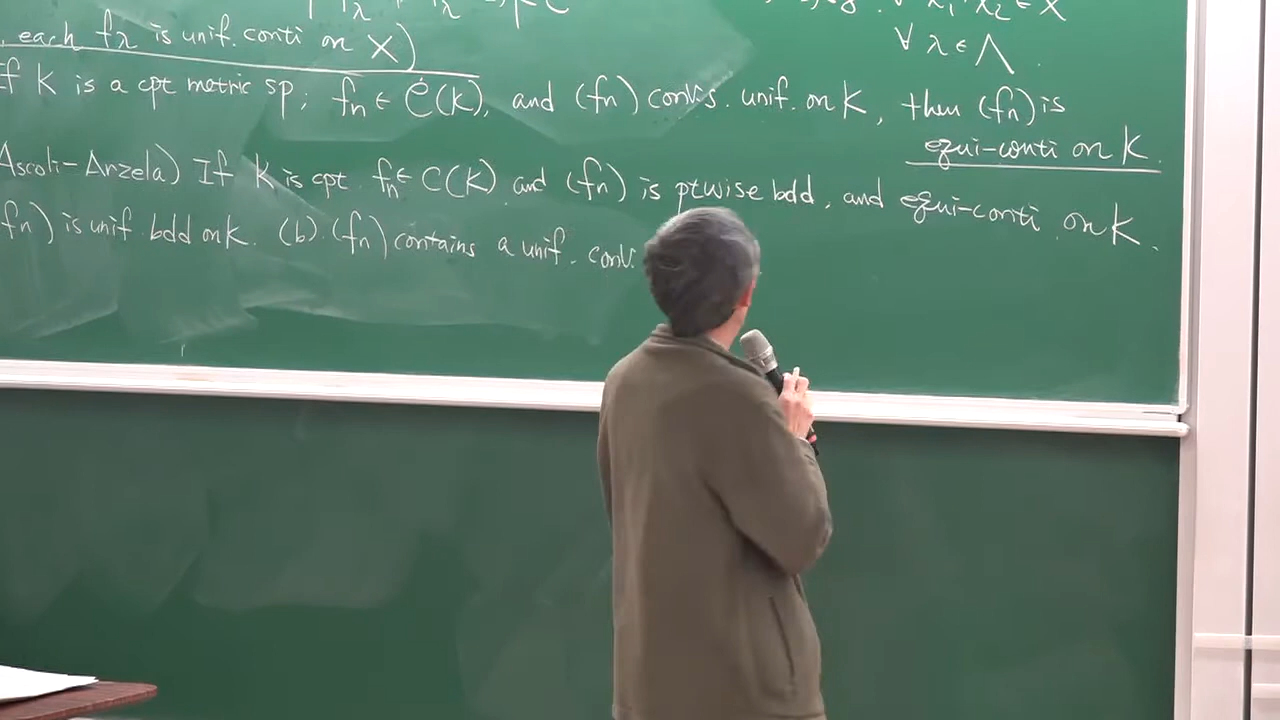 ∀ x₁, x₂ ∈ X
each fλ is unif. conti on X)
∀ λ ∈ Λ.
If K is a cpt metric sp, fn ∈ C(K), and (fn) conv.s. unif. on K, then (fn) is
equi-conti on K.
Ascoli-Arzela) If K is cpt fn ∈ C(K) and (fn) is ptwise bdd, and equi-conti on K.
fn) is unif. bdd on K. (b) (fn) contains a unif. conv.